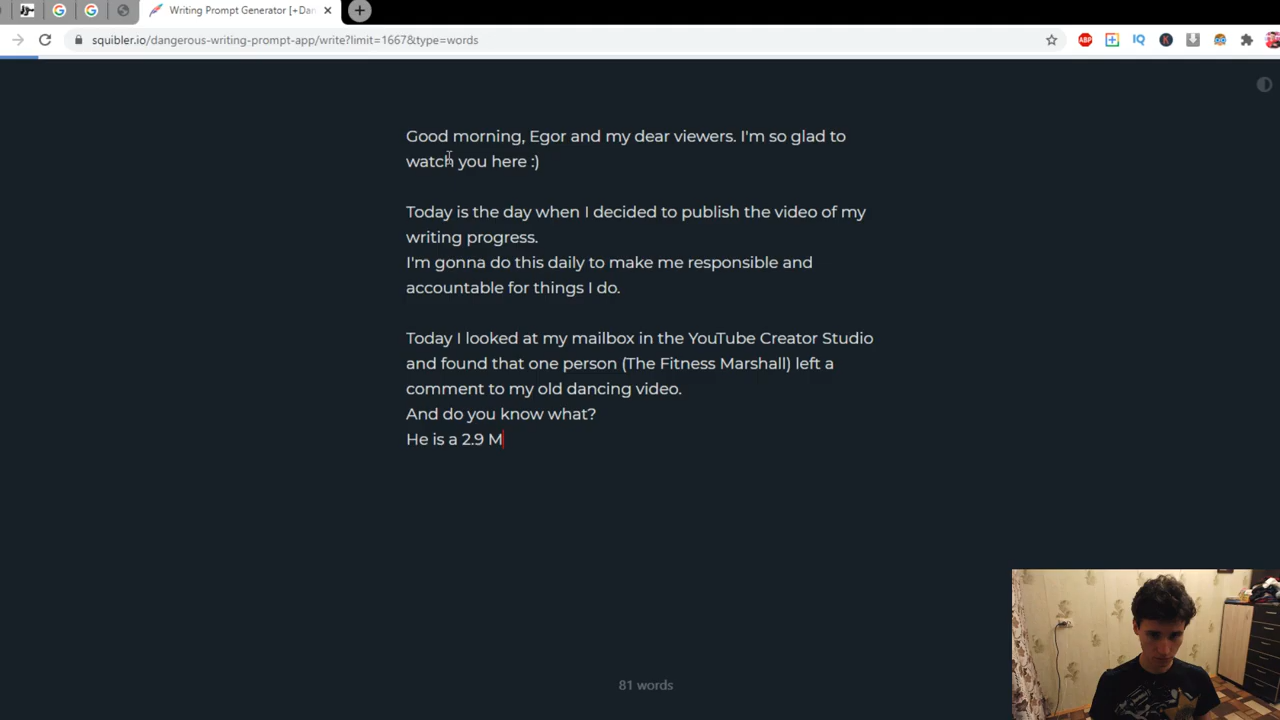 Writing Prompt Generator [+Dan
squibler.io/dangerous-writing-prompt-app/write?limit=1667&type=words
ABP
IQ
K
Good morning, Egor and my dear viewers. I'm so glad to
watch you here :)
Today is the day when I decided to publish the video of my
writing progress.
I'm gonna do this daily to make me responsible and
accountable for things I do.
Today I looked at my mailbox in the YouTube Creator Studio
and found that one person (The Fitness Marshall) left a
comment to my old dancing video.
And do you know what?
He is a 2.9 M
81 words